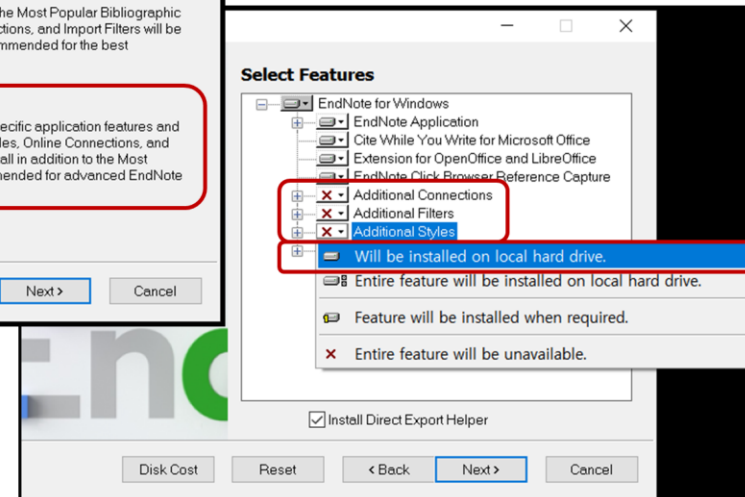 he Most Popular Bibliographic
ctions, and Import Filters will be
mmended for the best
ecific application features and
les, Online Connections, and
all in addition to the Most
nended for advanced EndNote
Next >
Cancel
Select Features
EndNote for Windows
EndNote Application
Cite While You Write for Microsoft Office
Extension for OpenOffice and LibreOffice
EndNote Click Browser Reference Capture
Additional Connections
Additional Filters
Additional Styles
Will be installed on local hard drive.
Entire feature will be installed on local hard drive.
Feature will be installed when required.
Entire feature will be unavailable.
Install Direct Export Helper
Disk Cost
Reset
< Back
Next >
Cancel